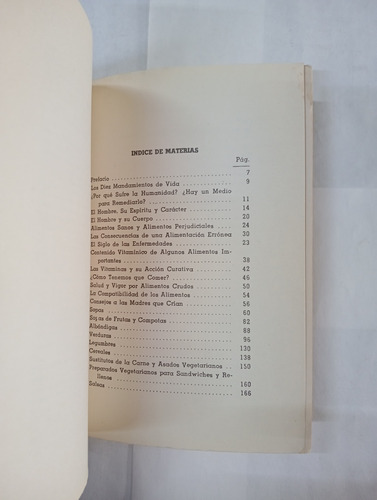 INDICE DE MATERIAS
Pág.
Prefacio 7
Los Diez Mandamientos de Vida 9
¿Por qué Sufre la Humanidad? ¿Hay un Medio
para Remediarlo? 11
El Hombre, Su Espíritu y Carácter 14
El Hombre y su Cuerpo 20
Alimentos Sanos y Alimentos Perjudiciales 24
Las Consecuencias de una Alimentación Errónea 30
El Siglo de las Enfermedades 23
Contenido Vitamínico de Algunos Alimentos Im-
portantes 38
Las Vitaminas y su Acción Curativa 42
¿Cómo Tenemos que Comer? 46
Salud y Vigor por Alimentos Crudos 50
La Compatibilidad de los Alimentos 54
Consejos a las Madres que Crían 56
Sopas 60
Sopas de Frutas y Compotas 82
Albóndigas 88
Verduras 96
Legumbres 130
Cereales 138
Sustitutos de la Carne y Asados Vegetarianos 150
Preparados Vegetarianos para Sandwiches y Re-
llenos 160
Salsas 166